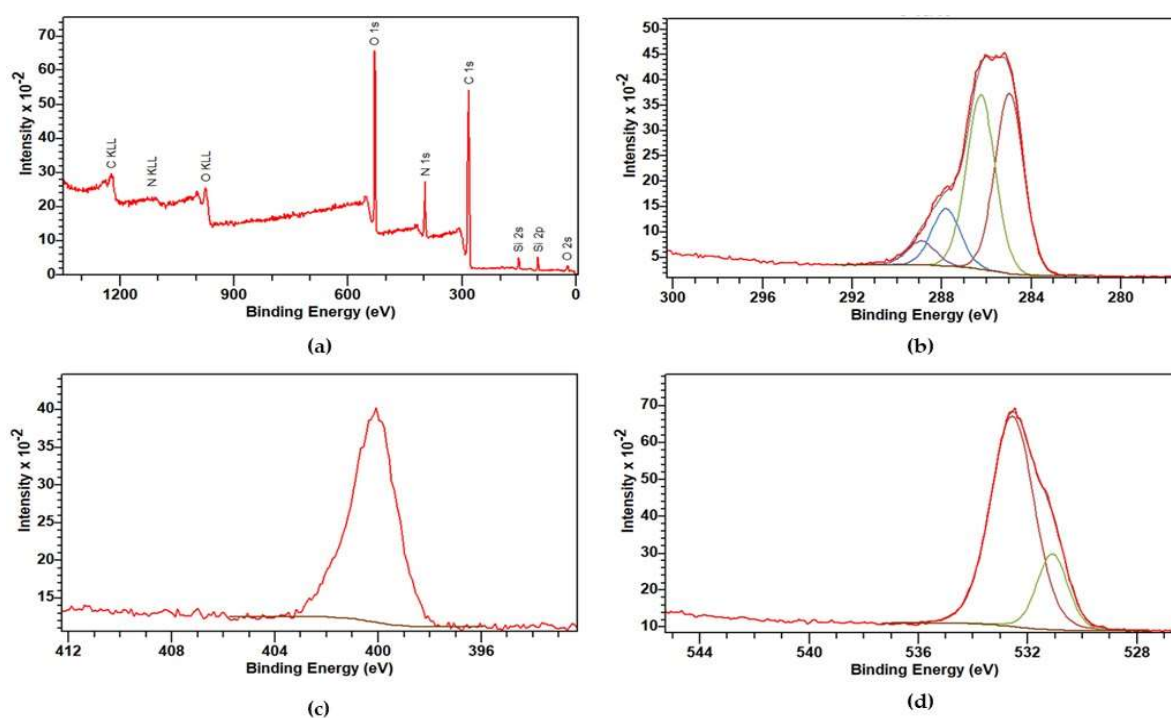 70
60
50
40
30
20
10
0
Intensity x 10⁻²
C KLL
N KLL
O KLL
O 1s
N 1s
C 1s
Si 2s
Si 2p
O 2s
1200 900 600 300 0
Binding Energy (eV)
(a)
50
45
40
35
30
25
20
15
10
5
Intensity x 10⁻²
300 296 292 288 284 280
Binding Energy (eV)
(b)
40
35
30
25
20
15
Intensity x 10⁻²
412 408 404 400 396
Binding Energy (eV)
(c)
70
60
50
40
30
20
10
Intensity x 10⁻²
544 540 536 532 528
Binding Energy (eV)
(d)